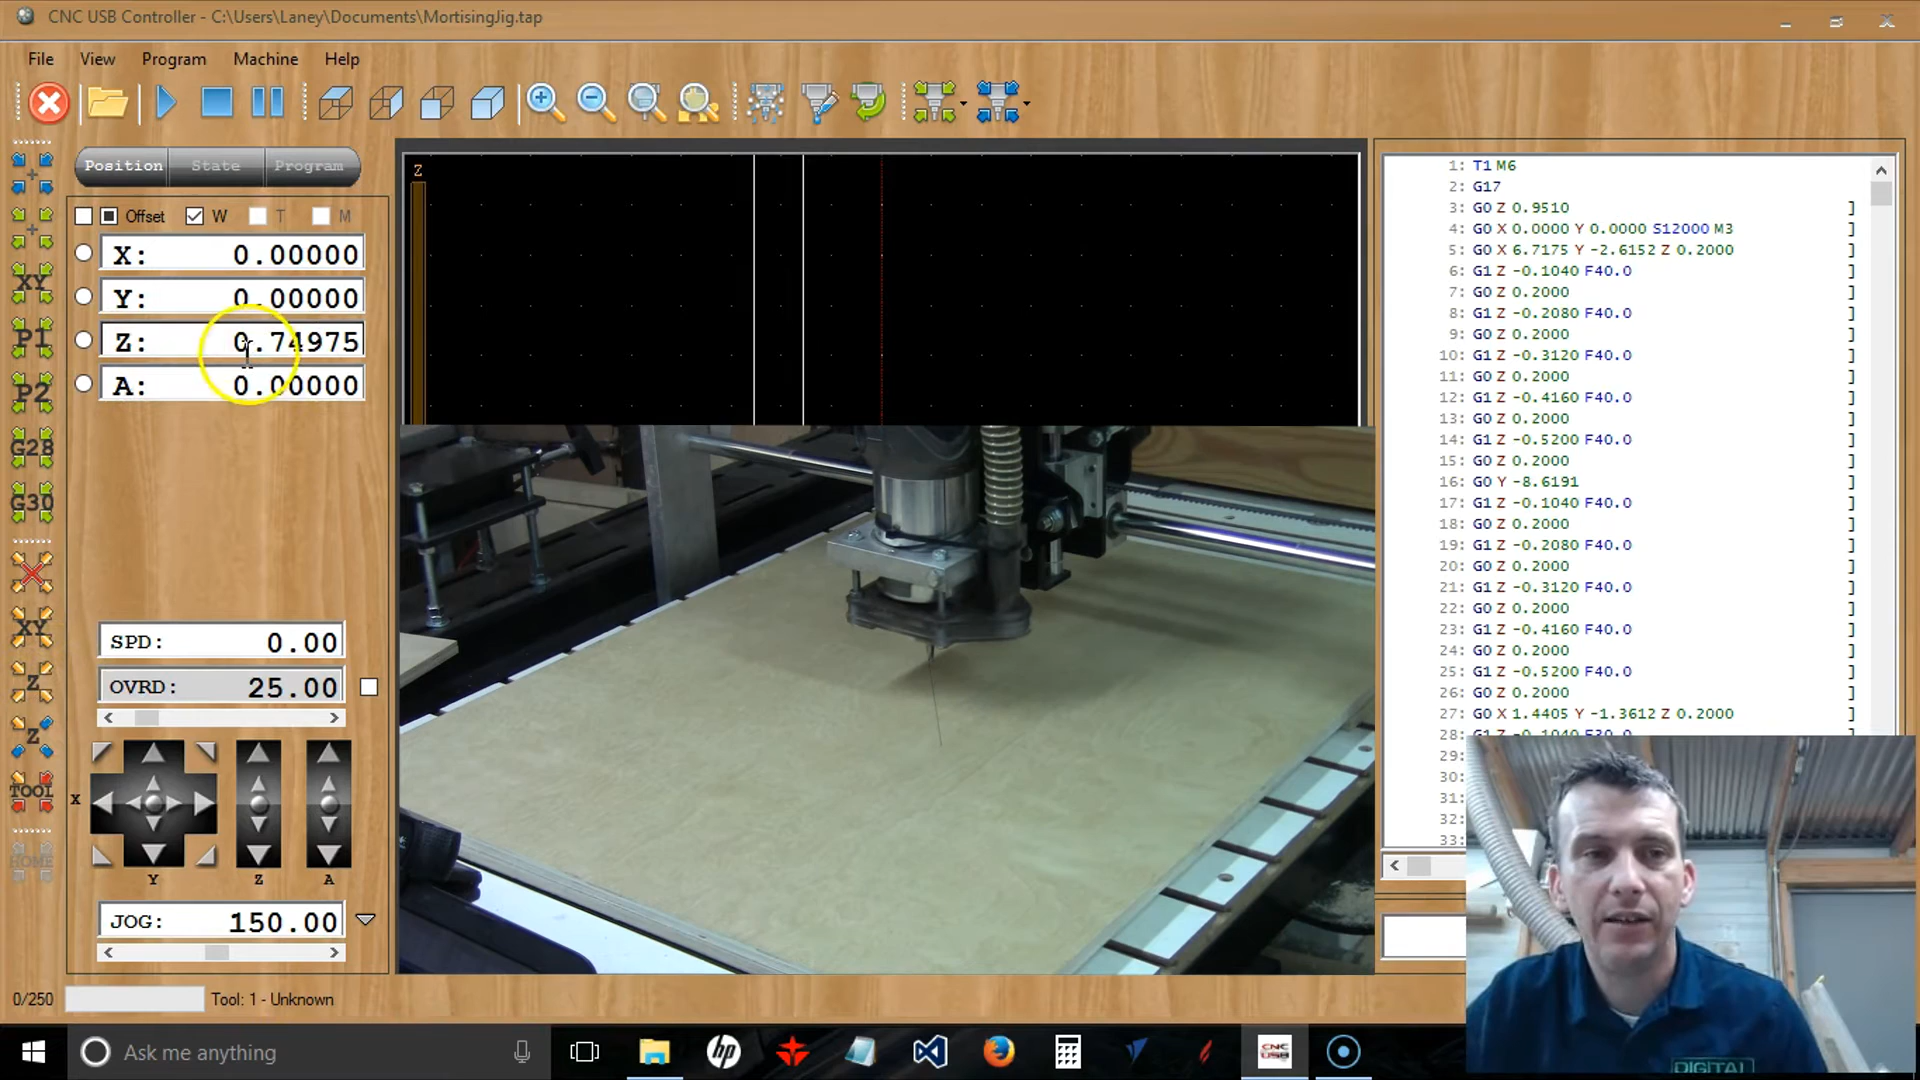 CNC USB Controller - C:\Users\Laney\Documents\MortisingJig.tap
File View Program Machine Help
Position State Program
Offset W T M
X: 0.00000
Y: 0.00000
Z: 0.74975
A: 0.00000
XY
P1
P2
G28
G30
XY
Z
Z
TOOL
HOME
SPD: 0.00
OVRD: 25.00
X
Y Z A
JOG: 150.00
0/250 Tool: 1 - Unknown
Z
1: T1 M6
2: G17
3: G0 Z 0.9510 ]
4: G0 X 0.0000 Y 0.0000 S12000 M3 ]
5: G0 X 6.7175 Y -2.6152 Z 0.2000 ]
6: G1 Z -0.1040 F40.0 ]
7: G0 Z 0.2000 ]
8: G1 Z -0.2080 F40.0 ]
9: G0 Z 0.2000 ]
10: G1 Z -0.3120 F40.0 ]
11: G0 Z 0.2000 ]
12: G1 Z -0.4160 F40.0 ]
13: G0 Z 0.2000 ]
14: G1 Z -0.5200 F40.0 ]
15: G0 Z 0.2000 ]
16: G0 Y -8.6191 ]
17: G1 Z -0.1040 F40.0 ]
18: G0 Z 0.2000 ]
19: G1 Z -0.2080 F40.0 ]
20: G0 Z 0.2000 ]
21: G1 Z -0.3120 F40.0 ]
22: G0 Z 0.2000 ]
23: G1 Z -0.4160 F40.0 ]
24: G0 Z 0.2000 ]
25: G1 Z -0.5200 F40.0 ]
26: G0 Z 0.2000 ]
27: G0 X 1.4405 Y -1.3612 Z 0.2000 ]
28:
29:
30:
31:
32:
33:
DIGITAL
Ask me anything
hp
CNC
USB